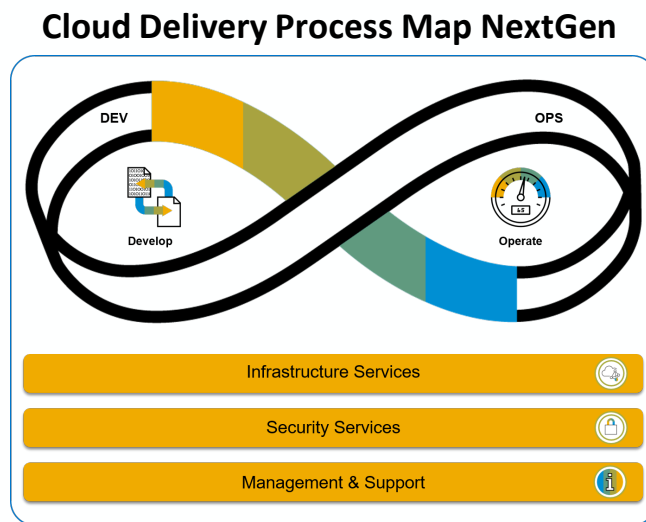 Cloud Delivery Process Map NextGen
DEV
OPS
Develop
Operate
Infrastructure Services
Security Services
Management & Support